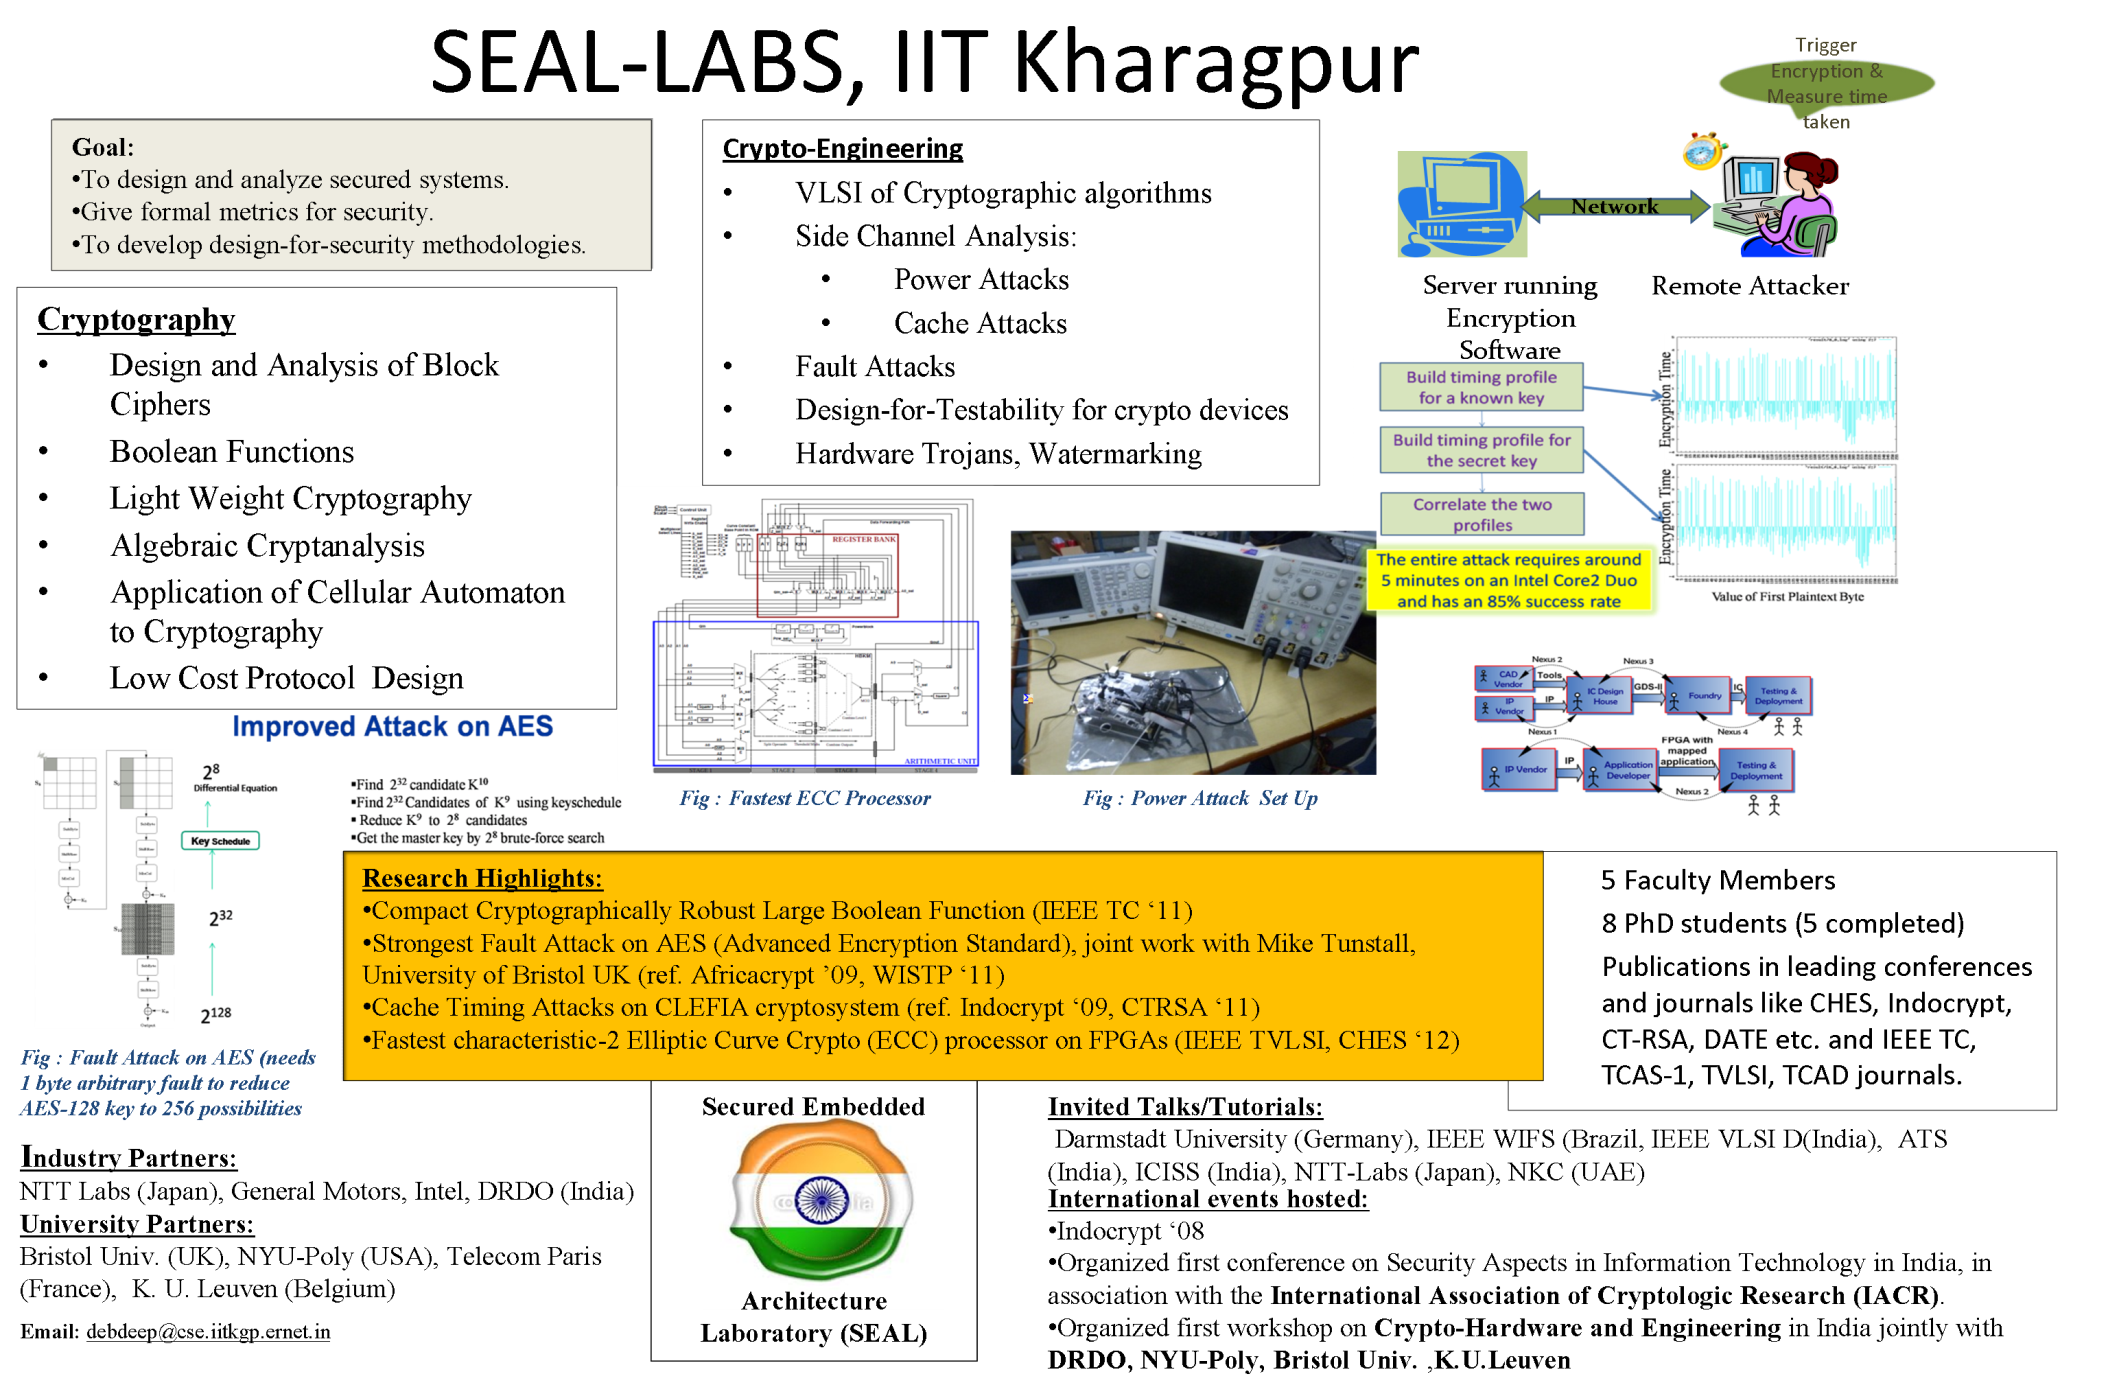 SEAL-LABS, IIT Kharagpur
Trigger
Encryption &
Measure time
taken
Goal:
•To design and analyze secured systems.
•Give formal metrics for security.
•To develop design-for-security methodologies.
Cryptography
• Design and Analysis of Block
Ciphers
• Boolean Functions
• Light Weight Cryptography
• Algebraic Cryptanalysis
• Application of Cellular Automaton
to Cryptography
• Low Cost Protocol Design
Crypto-Engineering
• VLSI of Cryptographic algorithms
• Side Channel Analysis:
• Power Attacks
• Cache Attacks
• Fault Attacks
• Design-for-Testability for crypto devices
• Hardware Trojans, Watermarking
Network
Server running
Encryption
Software
Remote Attacker
Build timing profile
for a known key
Build timing profile for
the secret key
Correlate the two
profiles
The entire attack requires around
5 minutes on an Intel Core2 Duo
and has an 85% success rate
Encryption Time
Encryption Time
Value of First Plaintext Byte
Control Unit
Data Forwarding Path
REGISTER BANK
ARITHMETIC UNIT
Fig : Fastest ECC Processor
Fig : Power Attack Set Up
Nexus 2
Nexus 3
CAD
Vendor
Tools
IP
Vendor
IP
IC Design
House
GDS-II
Foundry
IC
Testing &
Deployment
Nexus 1
Nexus 4
IP Vendor
IP
Application
Developer
FPGA with
mapped
application
Testing &
Deployment
Nexus 2
Improved Attack on AES
2⁸
Differential Equation
Key Schedule
2³²
2¹²⁸
▪Find 2³² candidate K¹⁰
▪Find 2³² Candidates of K⁹ using keyschedule
▪Reduce K⁹ to 2⁸ candidates
▪Get the master key by 2⁸ brute-force search
Fig : Fault Attack on AES (needs
1 byte arbitrary fault to reduce
AES-128 key to 256 possibilities
Research Highlights:
•Compact Cryptographically Robust Large Boolean Function (IEEE TC ‘11)
•Strongest Fault Attack on AES (Advanced Encryption Standard), joint work with Mike Tunstall,
University of Bristol UK (ref. Africacrypt ’09, WISTP ‘11)
•Cache Timing Attacks on CLEFIA cryptosystem (ref. Indocrypt ‘09, CTRSA ‘11)
•Fastest characteristic-2 Elliptic Curve Crypto (ECC) processor on FPGAs (IEEE TVLSI, CHES ‘12)
5 Faculty Members
8 PhD students (5 completed)
Publications in leading conferences
and journals like CHES, Indocrypt,
CT-RSA, DATE etc. and IEEE TC,
TCAS-1, TVLSI, TCAD journals.
Industry Partners:
NTT Labs (Japan), General Motors, Intel, DRDO (India)
University Partners:
Bristol Univ. (UK), NYU-Poly (USA), Telecom Paris
(France), K. U. Leuven (Belgium)
Email: debdeep@cse.iitkgp.ernet.in
Secured Embedded
Architecture
Laboratory (SEAL)
Invited Talks/Tutorials:
Darmstadt University (Germany), IEEE WIFS (Brazil, IEEE VLSI D(India), ATS
(India), ICISS (India), NTT-Labs (Japan), NKC (UAE)
International events hosted:
•Indocrypt ‘08
•Organized first conference on Security Aspects in Information Technology in India, in
association with the International Association of Cryptologic Research (IACR).
•Organized first workshop on Crypto-Hardware and Engineering in India jointly with
DRDO, NYU-Poly, Bristol Univ. ,K.U.Leuven